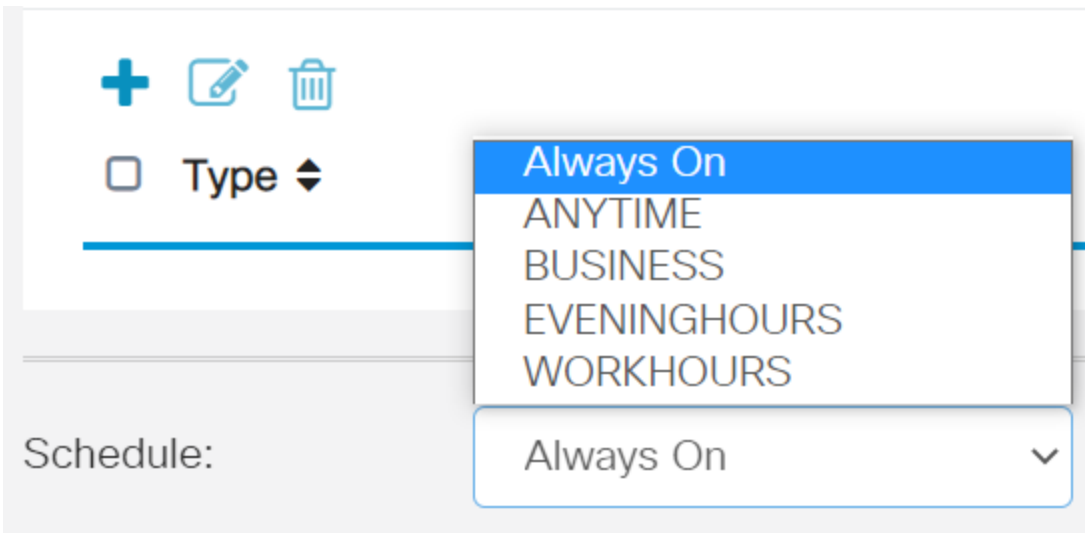 Type
Always On
ANYTIME
BUSINESS
EVENINGHOURS
WORKHOURS
Schedule:
Always On